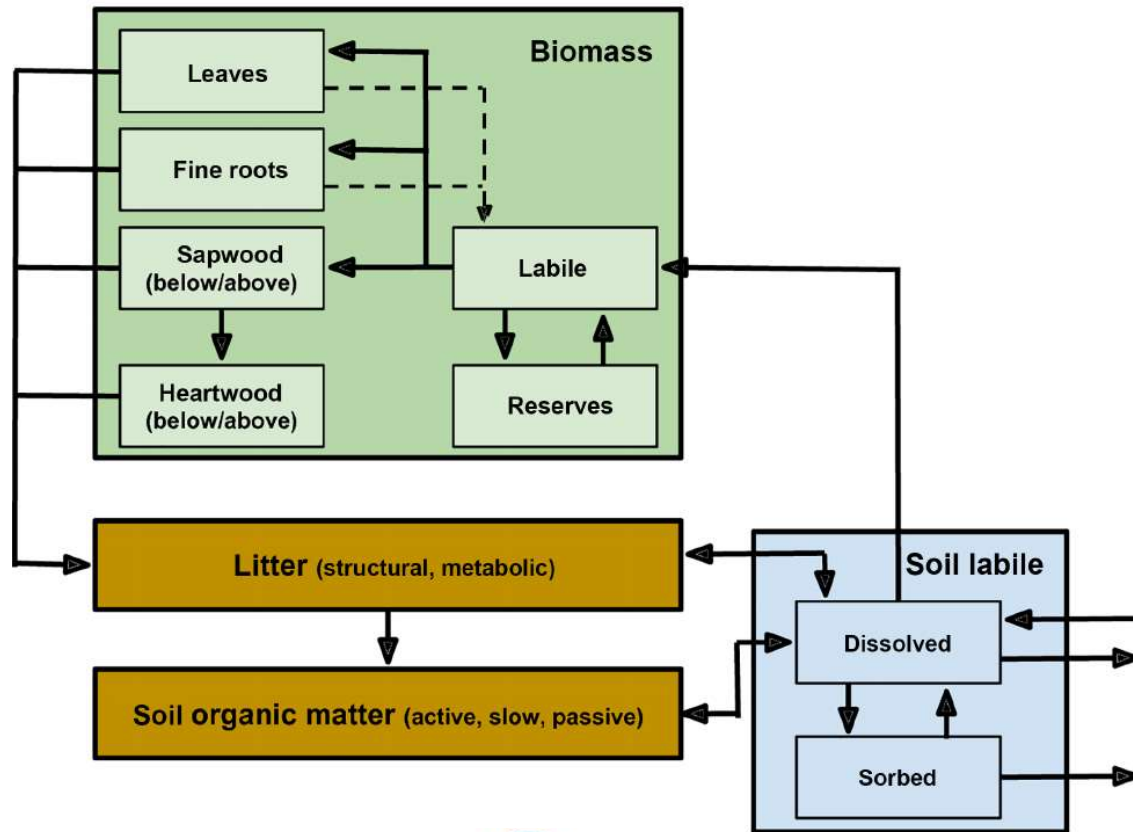 Biomass
Leaves
Fine roots
Sapwood
(below/above)
Labile
Heartwood
(below/above)
Reserves
Litter (structural, metabolic)
Soil labile
Dissolved
Soil organic matter (active, slow, passive)
Sorbed